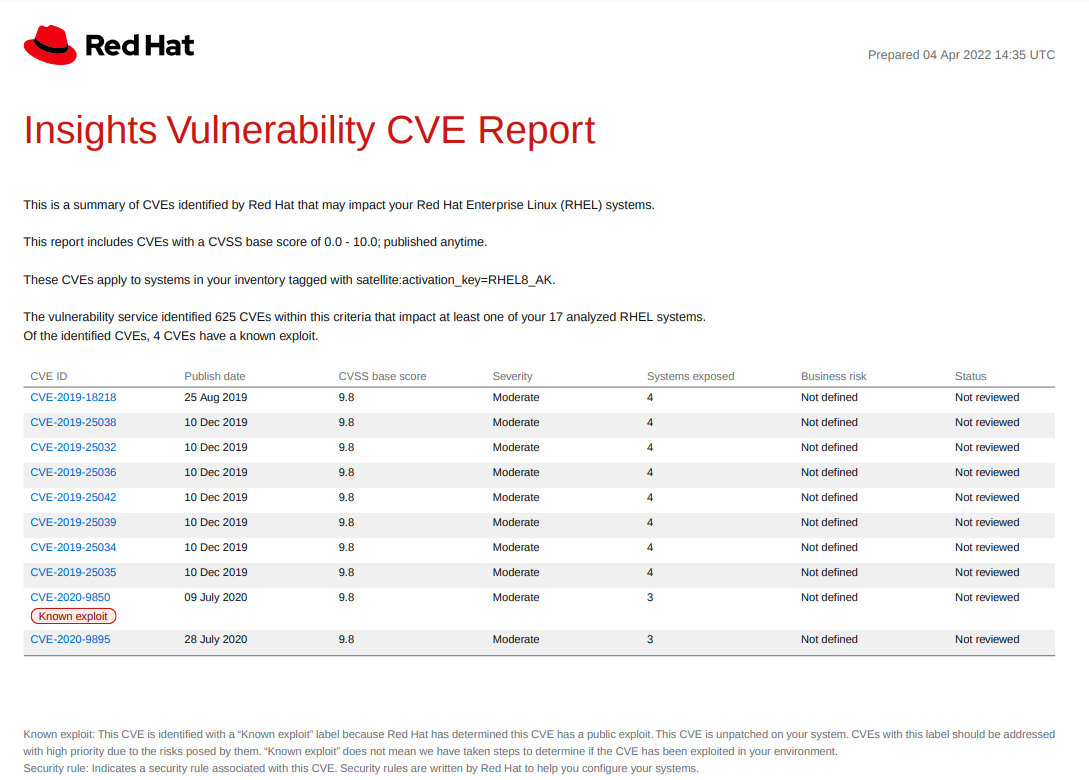 Red Hat
Prepared 04 Apr 2022 14:35 UTC
Insights Vulnerability CVE Report
This is a summary of CVEs identified by Red Hat that may impact your Red Hat Enterprise Linux (RHEL) systems.
This report includes CVEs with a CVSS base score of 0.0 - 10.0; published anytime.
These CVEs apply to systems in your inventory tagged with satellite:activation_key=RHEL8_AK.
The vulnerability service identified 625 CVEs within this criteria that impact at least one of your 17 analyzed RHEL systems.
Of the identified CVEs, 4 CVEs have a known exploit.
CVE ID Publish date CVSS base score Severity Systems exposed Business risk Status
CVE-2019-18218 25 Aug 2019 9.8 Moderate 4 Not defined Not reviewed
CVE-2019-25038 10 Dec 2019 9.8 Moderate 4 Not defined Not reviewed
CVE-2019-25032 10 Dec 2019 9.8 Moderate 4 Not defined Not reviewed
CVE-2019-25036 10 Dec 2019 9.8 Moderate 4 Not defined Not reviewed
CVE-2019-25042 10 Dec 2019 9.8 Moderate 4 Not defined Not reviewed
CVE-2019-25039 10 Dec 2019 9.8 Moderate 4 Not defined Not reviewed
CVE-2019-25034 10 Dec 2019 9.8 Moderate 4 Not defined Not reviewed
CVE-2019-25035 10 Dec 2019 9.8 Moderate 4 Not defined Not reviewed
CVE-2020-9850 09 July 2020 9.8 Moderate 3 Not defined Not reviewed
Known exploit
CVE-2020-9895 28 July 2020 9.8 Moderate 3 Not defined Not reviewed
Known exploit: This CVE is identified with a “Known exploit” label because Red Hat has determined this CVE has a public exploit. This CVE is unpatched on your system. CVEs with this label should be addressed
with high priority due to the risks posed by them. “Known exploit” does not mean we have taken steps to determine if the CVE has been exploited in your environment.
Security rule: Indicates a security rule associated with this CVE. Security rules are written by Red Hat to help you configure your systems.